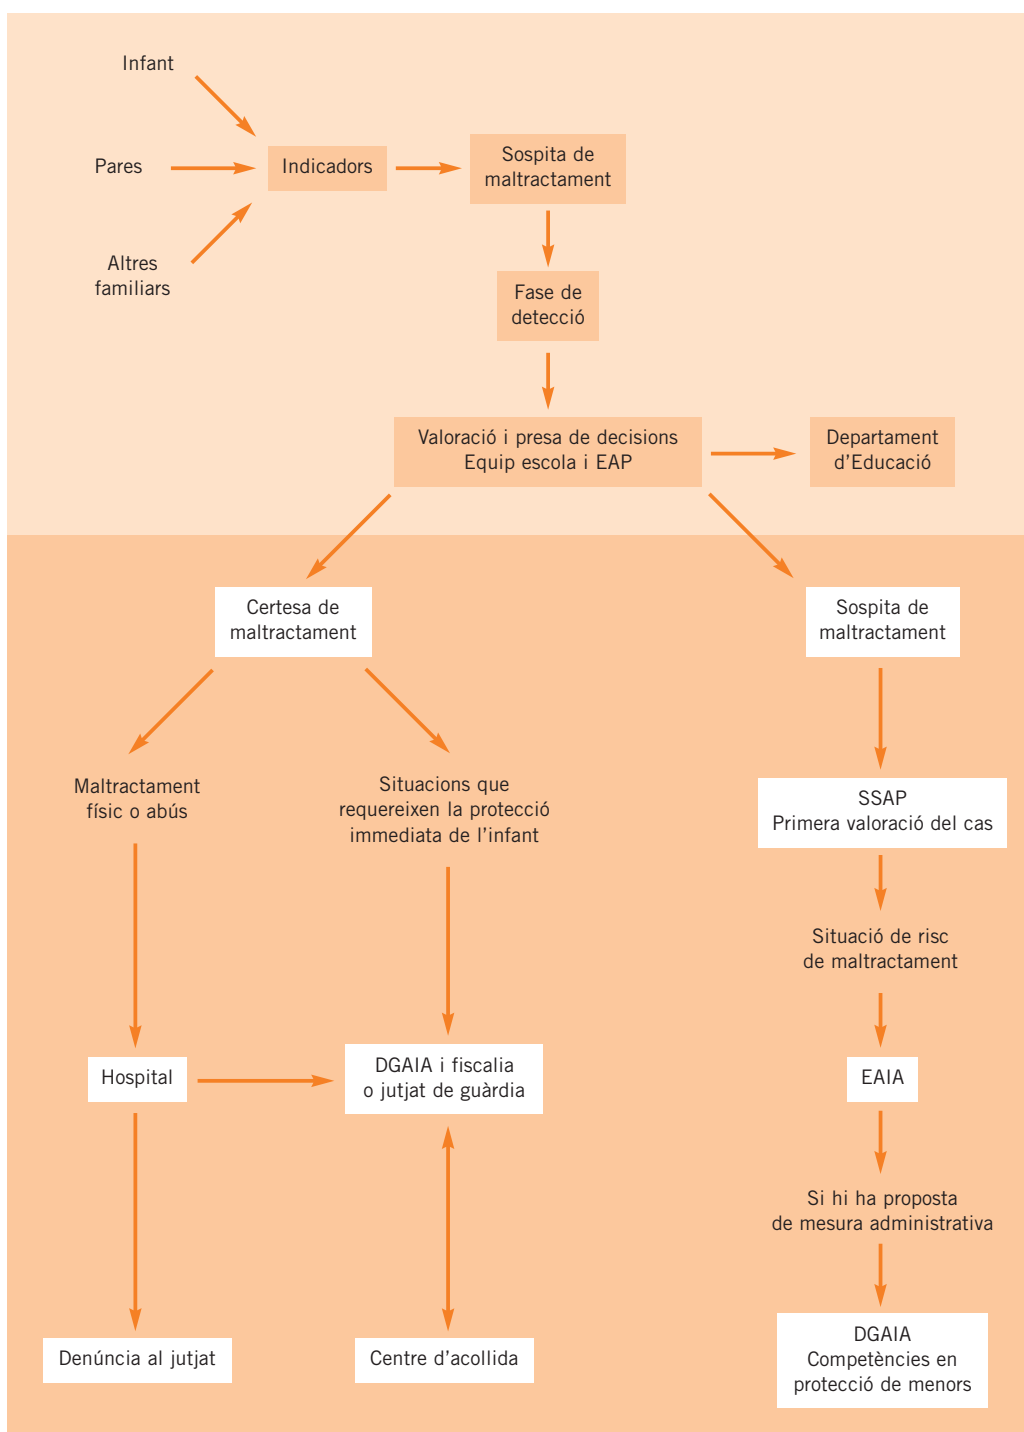 Infant
Pares
Altres
familiars
Indicadors
Sospita de
maltractament
Fase de
detecció
Valoració i presa de decisions
Equip escola i EAP
Departament
d’Educació
Certesa de
maltractament
Sospita de
maltractament
Maltractament
físic o abús
Situacions que
requereixen la protecció
immediata de l’infant
SSAP
Primera valoració del cas
Situació de risc
de maltractament
Hospital
DGAIA i fiscalia
o jutjat de guàrdia
EAIA
Si hi ha proposta
de mesura administrativa
Denúncia al jutjat
Centre d’acollida
DGAIA
Competències en
protecció de menors